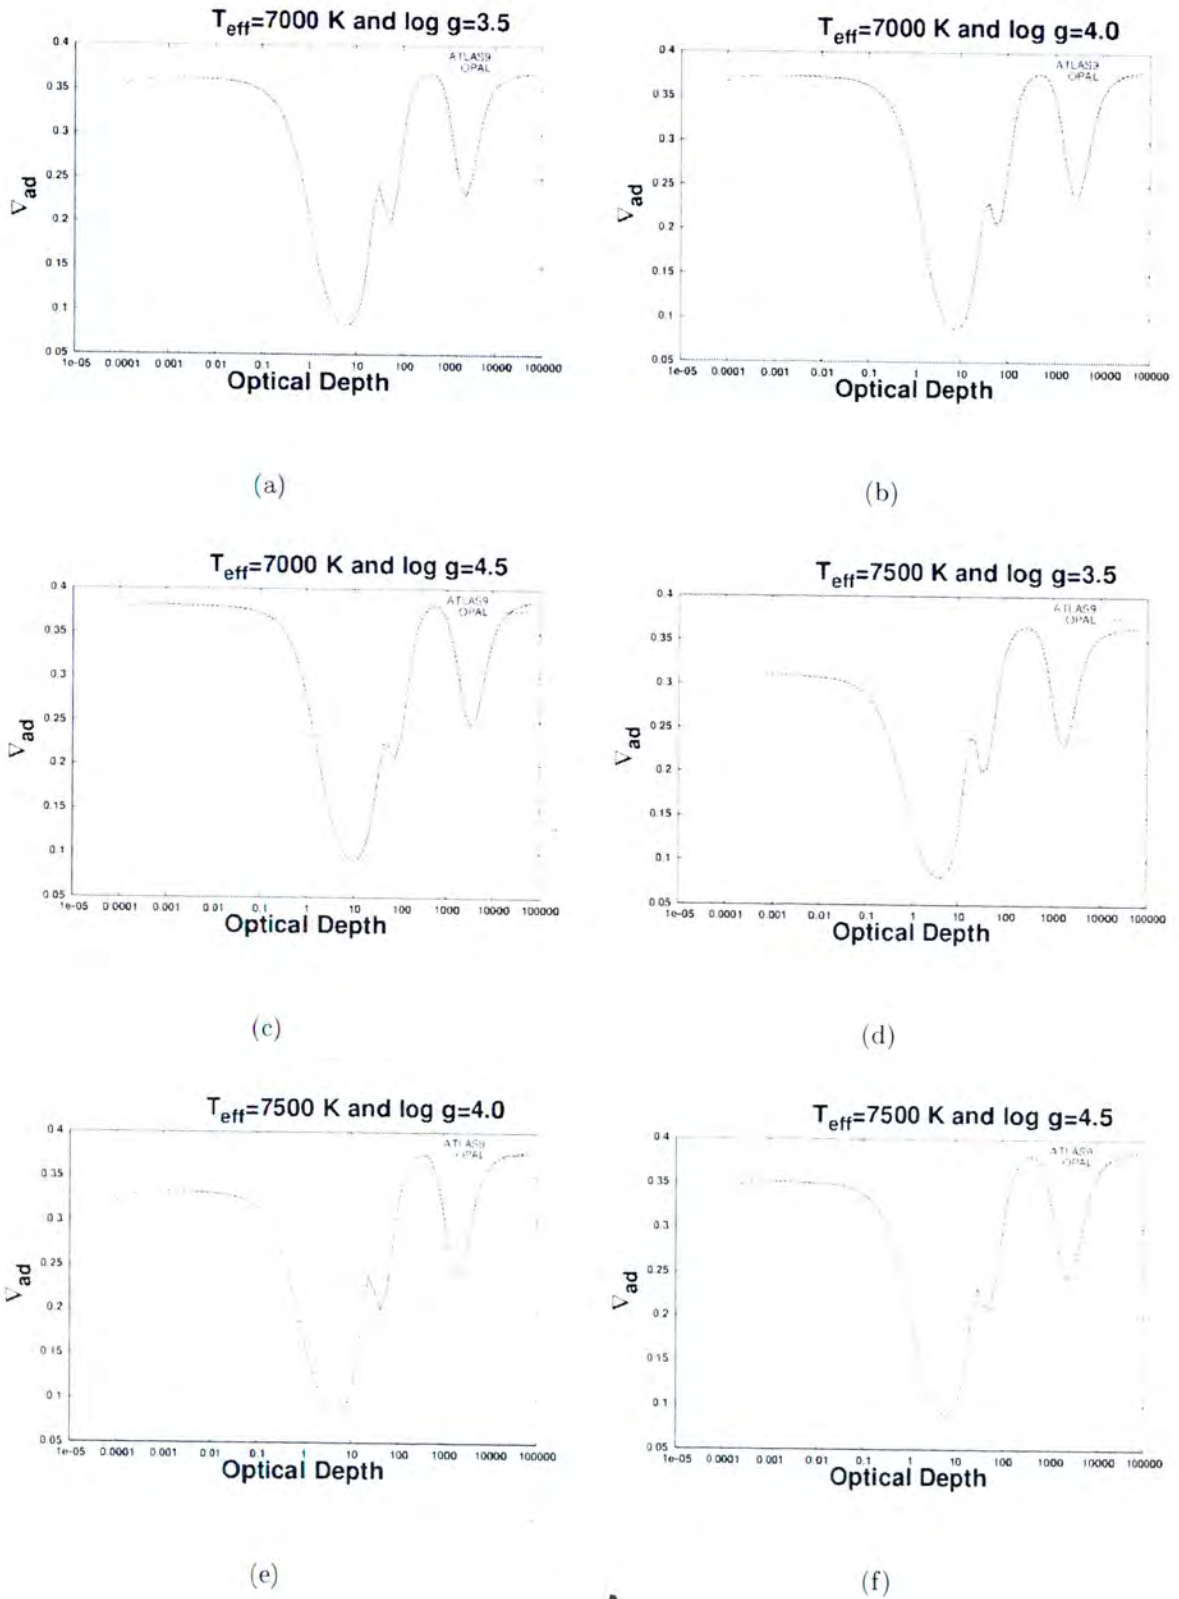 T_eff=7000 K and log g=3.5
0.4
ATLAS9
OPAL
0.35
0.3
0.25
∇_ad
0.2
0.15
0.1
0.05
1e-05 0.0001 0.001 0.01 0.1 1 10 100 1000 10000 100000
Optical Depth
(a)
T_eff=7000 K and log g=4.0
0.4
ATLAS9
OPAL
0.35
0.3
0.25
∇_ad
0.2
0.15
0.1
0.05
1e-05 0.0001 0.001 0.01 0.1 1 10 100 1000 10000 100000
Optical Depth
(b)
T_eff=7000 K and log g=4.5
0.4
ATLAS9
OPAL
0.35
0.3
0.25
∇_ad
0.2
0.15
0.1
0.05
1e-05 0.0001 0.001 0.01 0.1 1 10 100 1000 10000 100000
Optical Depth
(c)
T_eff=7500 K and log g=3.5
0.4
ATLAS9
OPAL
0.35
0.3
0.25
∇_ad
0.2
0.15
0.1
0.05
1e-05 0.0001 0.001 0.01 0.1 1 10 100 1000 10000 100000
Optical Depth
(d)
T_eff=7500 K and log g=4.0
0.4
ATLAS9
OPAL
0.35
0.3
0.25
∇_ad
0.2
0.15
0.1
0.05
1e-05 0.0001 0.001 0.01 0.1 1 10 100 1000 10000 100000
Optical Depth
(e)
T_eff=7500 K and log g=4.5
0.4
ATLAS9
OPAL
0.35
0.3
0.25
∇_ad
0.2
0.15
0.1
0.05
1e-05 0.0001 0.001 0.01 0.1 1 10 100 1000 10000 100000
Optical Depth
(f)